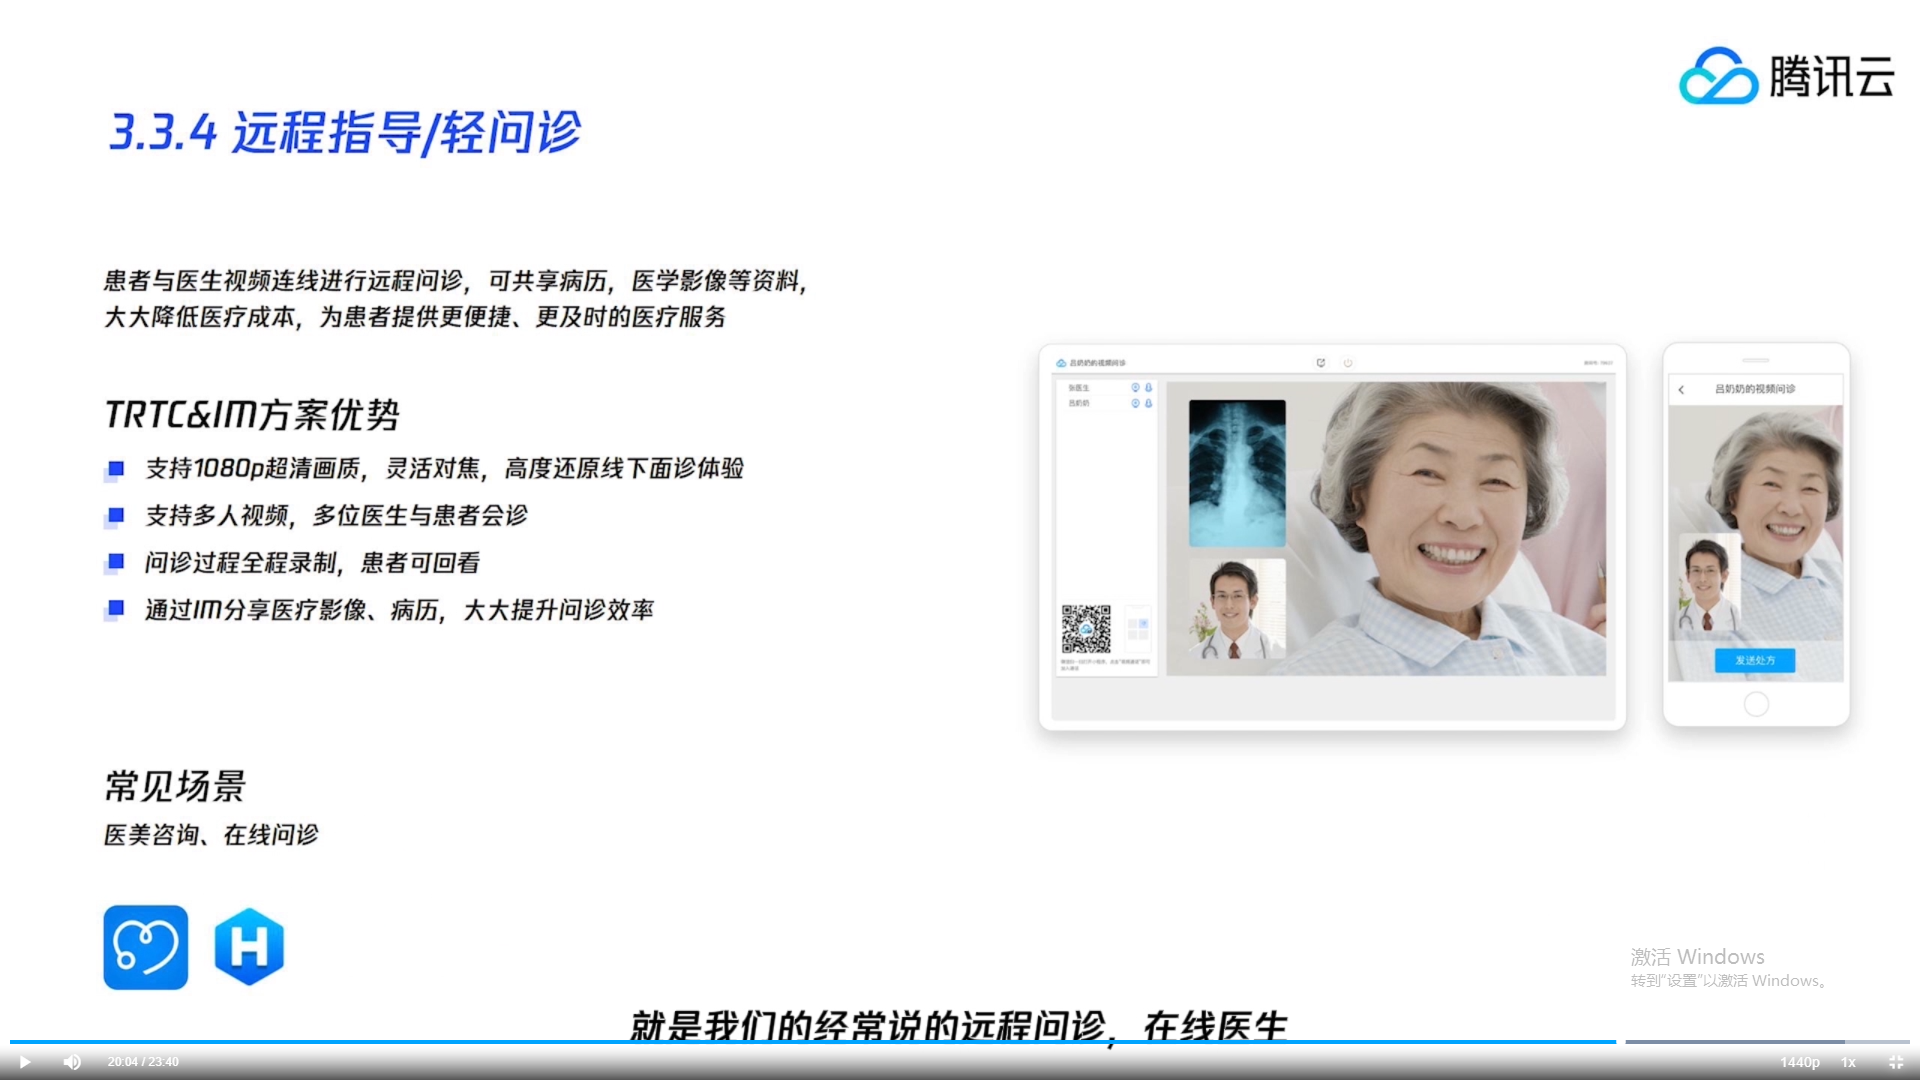 腾讯云
3.3.4 远程指导/轻问诊
患者与医生视频连线进行远程问诊，可共享病历，医学影像等资料，
大大降低医疗成本，为患者提供更便捷、更及时的医疗服务
TRTC&IM方案优势
支持1080p超清画质，灵活对焦，高度还原线下面诊体验
支持多人视频，多位医生与患者会诊
问诊过程全程录制，患者可回看
通过IM分享医疗影像、病历，大大提升问诊效率
吕奶奶的视频问诊
张医生
吕奶奶
吕奶奶的视频问诊
发送处方
常见场景
医美咨询、在线问诊
H
激活 Windows
转到"设置"以激活 Windows。
就是我们的经常说的远程问诊，在线医生
20:04 / 23:40
1440p
1x